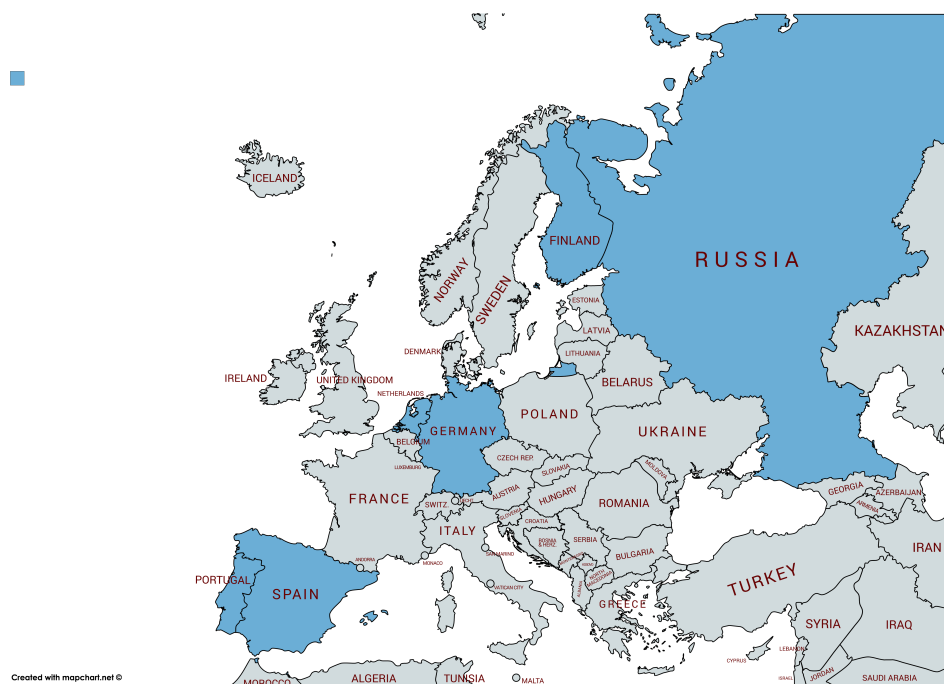 ICELAND
RUSSIA
FINLAND
NORWAY
SWEDEN
ESTONIA
LATVIA
LITHUANIA
KAZAKHSTAN
DENMARK
IRELAND
UNITED KINGDOM
NETHERLANDS
BELARUS
POLAND
GERMANY
UKRAINE
BELGIUM
LUXEMBURG
CZECH REP.
SLOVAKIA
MOLDOVA
FRANCE
SWITZ.
AUSTRIA
HUNGARY
ROMANIA
SLOVENIA
CROATIA
ITALY
GEORGIA
AZERBAIJAN
ARMENIA
BOSNIA
& HERZ.
SERBIA
BULGARIA
SAN MARINO
ANDORRA
MONACO
NORTH
MACEDONIA
IRAN
PORTUGAL
SPAIN
VATICAN CITY
TURKEY
GREECE
SYRIA
IRAQ
LEBANON
CYPRUS
ISRAEL
JORDAN
SAUDI ARABIA
MOROCCO
ALGERIA
TUNISIA
MALTA
Created with mapchart.net ©